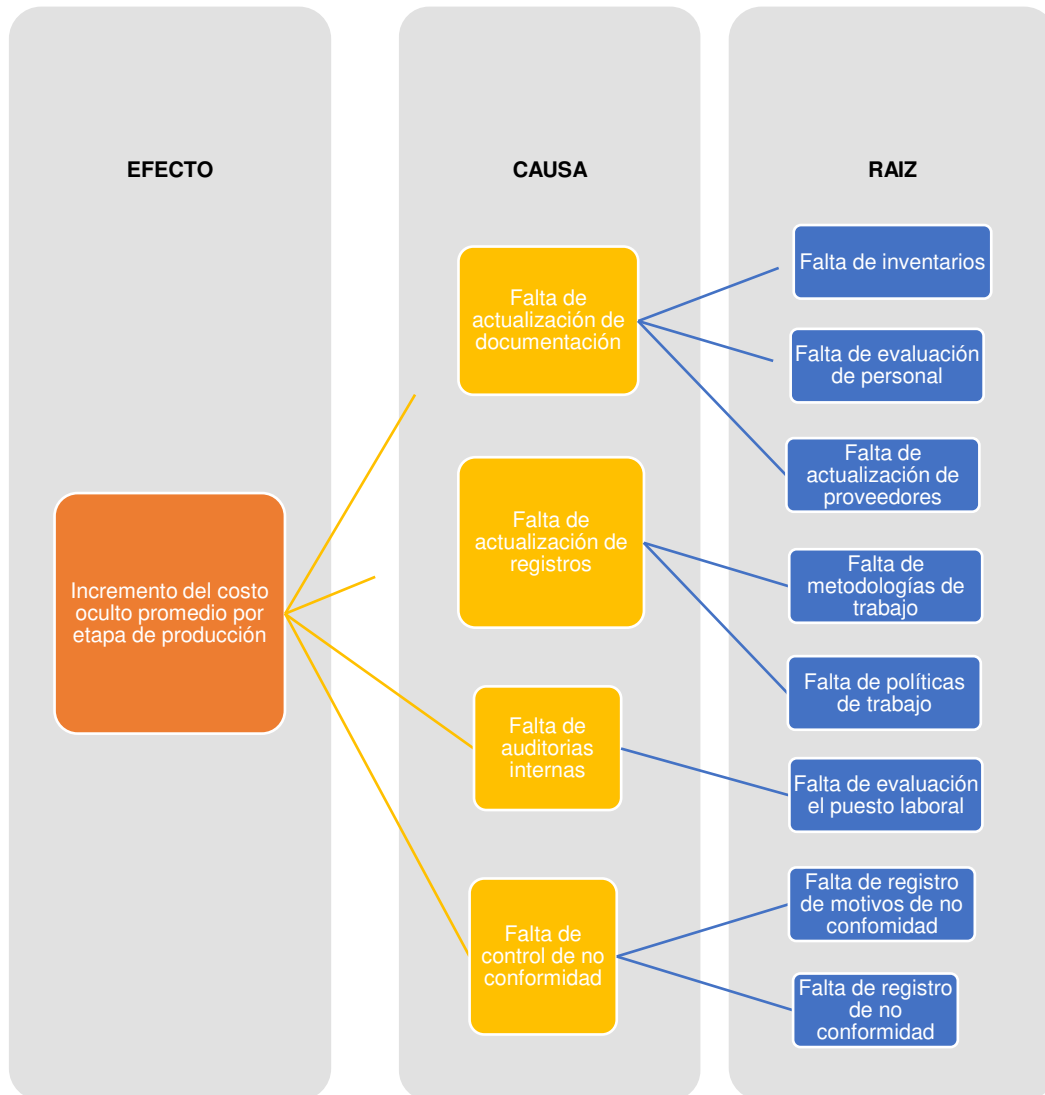 EFECTO
CAUSA
RAIZ
Incremento del costo
oculto promedio por
etapa de producción
Falta de
actualización de
documentación
Falta de
actualización de
registros
Falta de
auditorias
internas
Falta de
control de no
conformidad
Falta de inventarios
Falta de evaluación
de personal
Falta de
actualización de
proveedores
Falta de
metodologías de
trabajo
Falta de políticas
de trabajo
Falta de evaluación
el puesto laboral
Falta de registro
de motivos de no
confomidad
Falta de registro
de no
conformidad